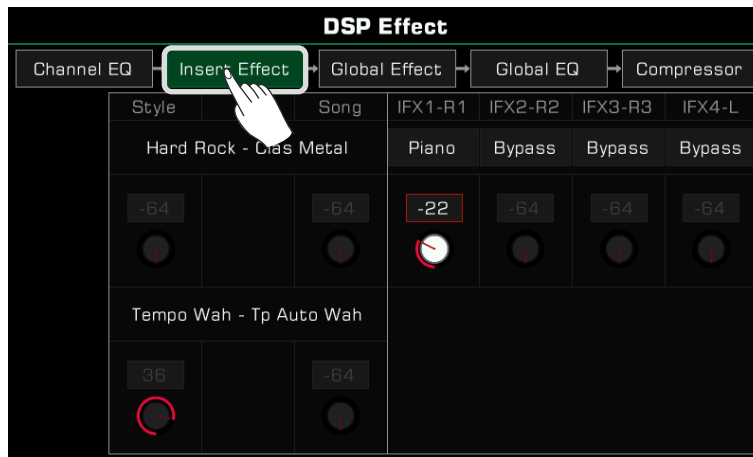 DSP Effect
Channel EQ Insert Effect Global Effect Global EQ Compressor
Style Song IFX1-R1 IFX2-R2 IFX3-R3 IFX4-L
Hard Rock - Clas Metal Piano Bypass Bypass Bypass
-64 -64 -22 -64 -64 -64
Tempo Wah - Tp Auto Wah
36 -64